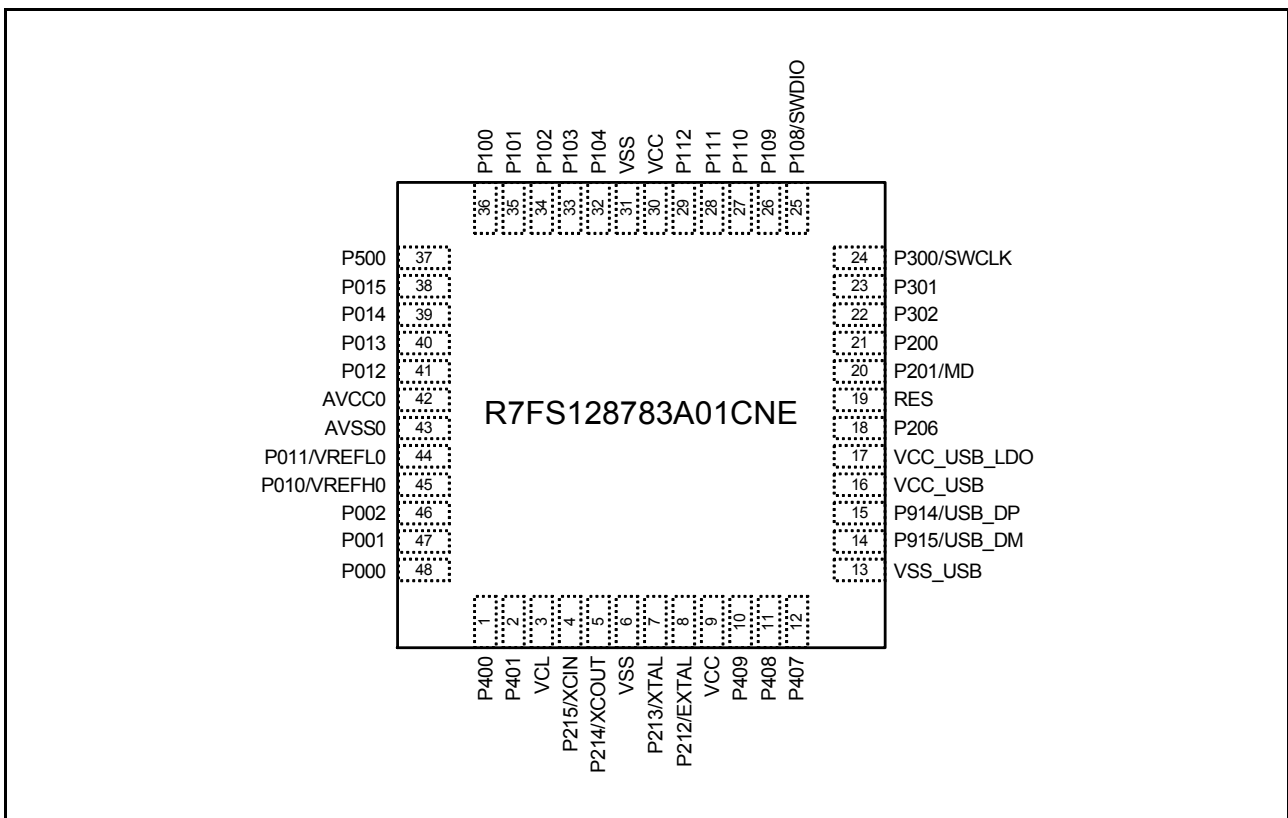 P100
P101
P102
P103
P104
VSS
VCC
P112
P111
P110
P109
P108/SWDIO
36
35
34
33
32
31
30
29
28
27
26
25
P500 37
P015 38
P014 39
P013 40
P012 41
AVCC0 42
AVSS0 43
P011/VREFL0 44
P010/VREFH0 45
P002 46
P001 47
P000 48
R7FS128783A01CNE
24 P300/SWCLK
23 P301
22 P302
21 P200
20 P201/MD
19 RES
18 P206
17 VCC_USB_LDO
16 VCC_USB
15 P914/USB_DP
14 P915/USB_DM
13 VSS_USB
1
2
3
4
5
6
7
8
9
10
11
12
P400
P401
VCL
P215/XCIN
P214/XCOUT
VSS
P213/XTAL
P212/EXTAL
VCC
P409
P408
P407